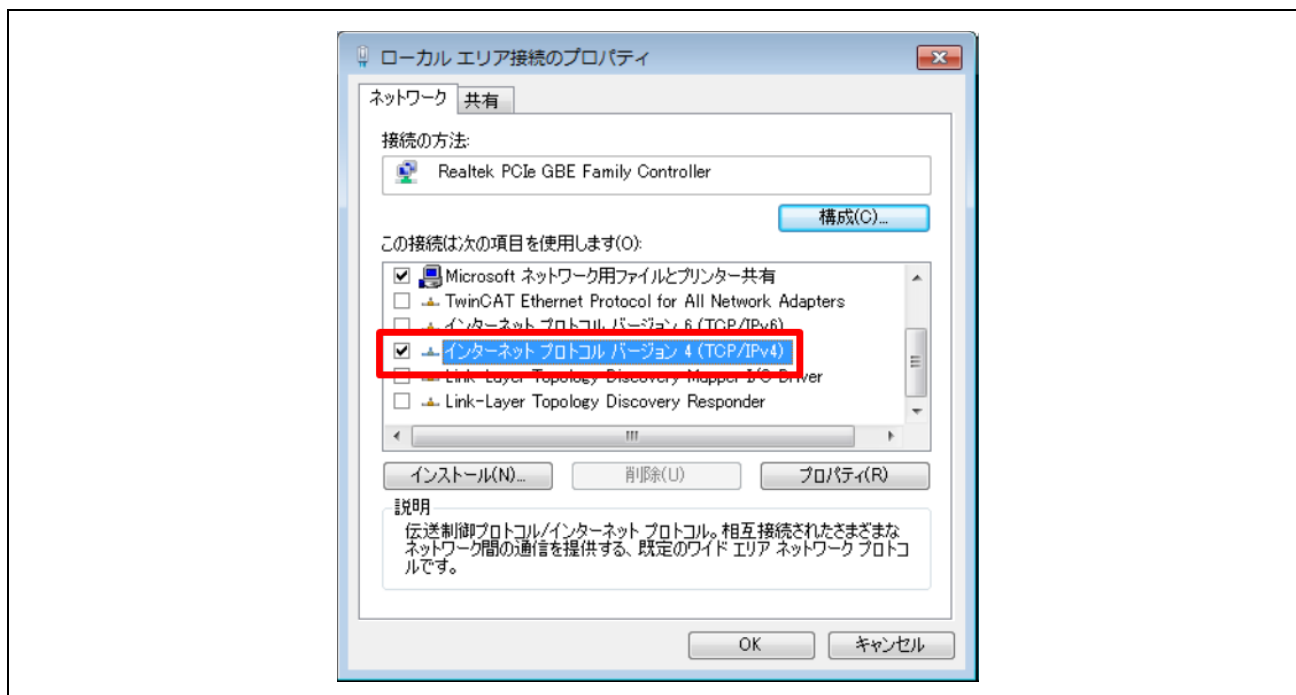 ローカル エリア接続のプロパティ
ネットワーク 共有
接続の方法:
Realtek PCIe GBE Family Controller
構成(C)...
この接続は次の項目を使用します(O):
Microsoft ネットワーク用ファイルとプリンター共有
TwinCAT Ethernet Protocol for All Network Adapters
インターネット プロトコル バージョン 6 (TCP/IPv6)
インターネット プロトコル バージョン 4 (TCP/IPv4)
Link-Layer Topology Discovery Mapper I/O Driver
Link-Layer Topology Discovery Responder
インストール(N)... 削除(U) プロパティ(R)
説明
伝送制御プロトコル/インターネット プロトコル。相互接続されたさまざまな
ネットワーク間の通信を提供する、既定のワイド エリア ネットワーク プロトコ
ルです。
OK キャンセル